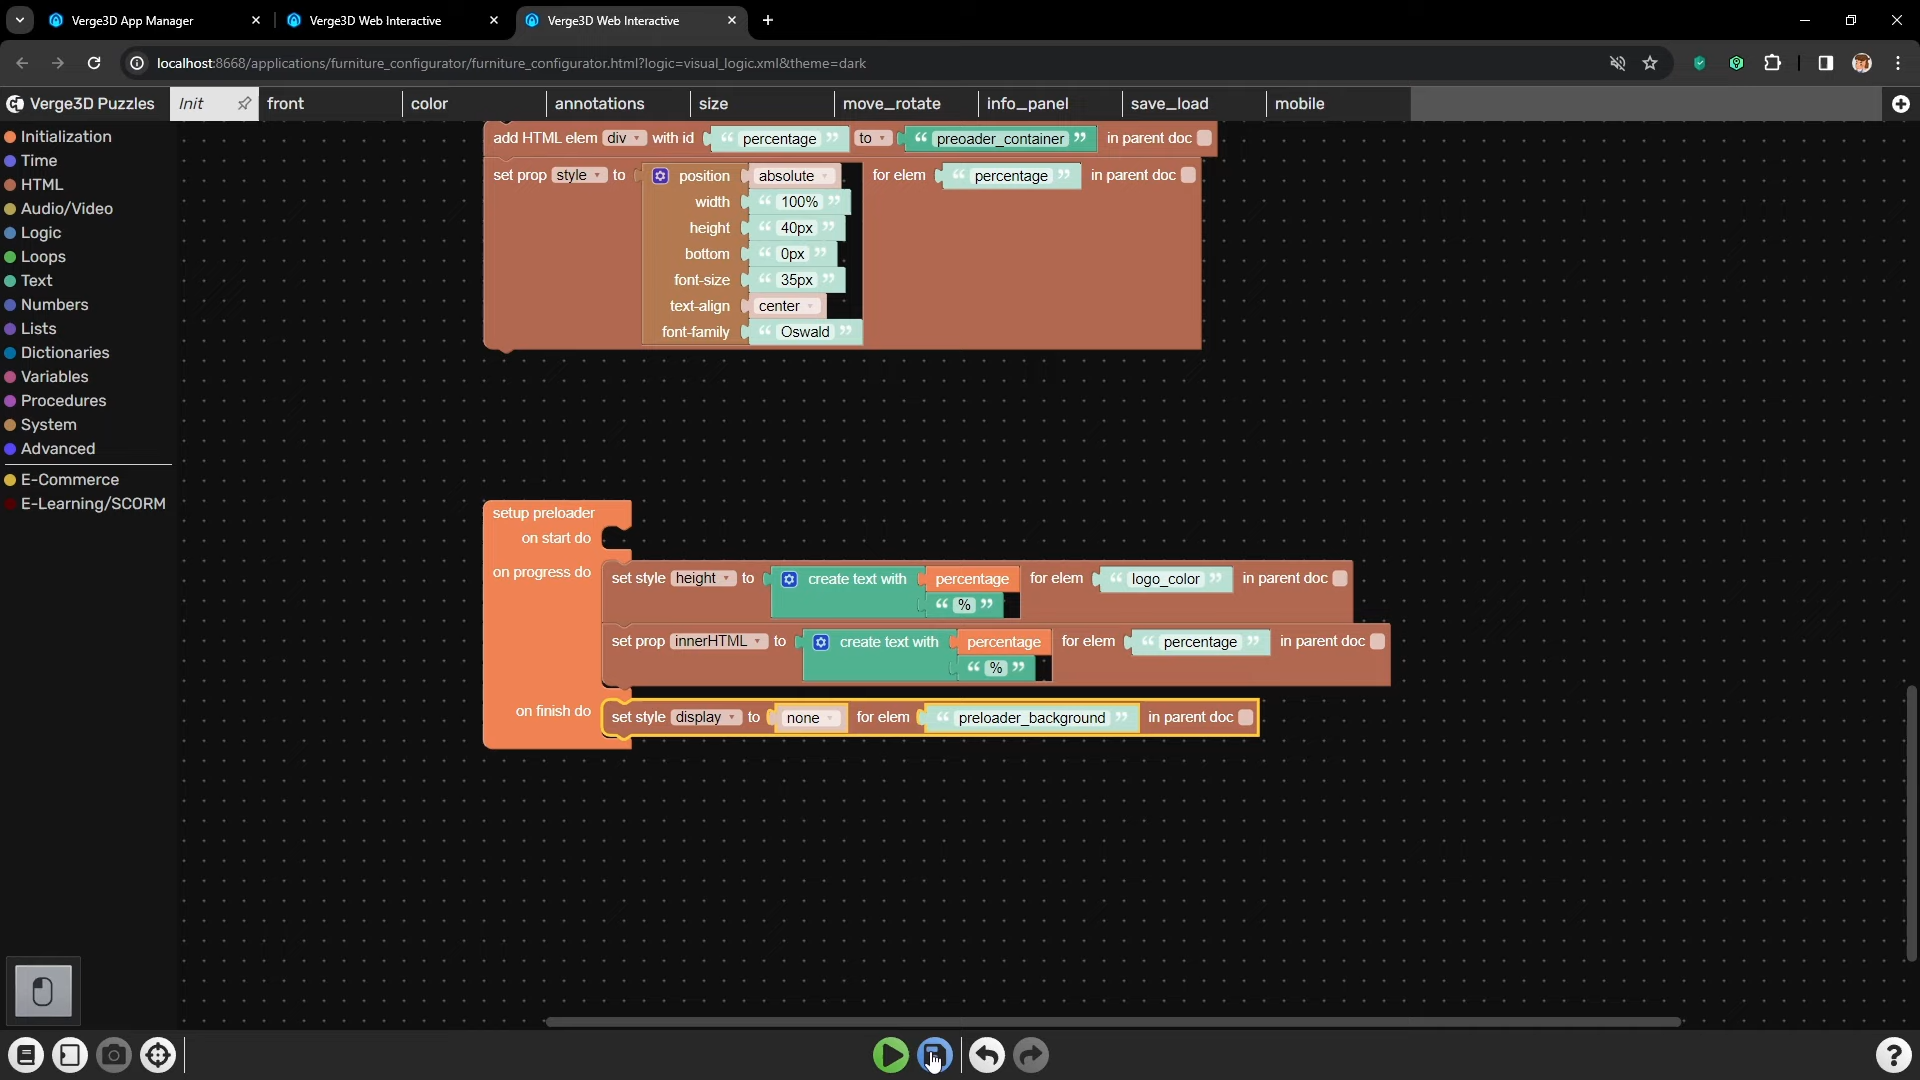 Verge3D App Manager
Verge3D Web Interactive
Verge3D Web Interactive
localhost:8668/applications/furniture_configurator/furniture_configurator.html?logic=visual_logic.xml&theme=dark
Verge3D Puzzles
Init
front
color
annotations
size
move_rotate
info_panel
save_load
mobile
Initialization
Time
HTML
Audio/Video
Logic
Loops
Text
Numbers
Lists
Dictionaries
Variables
Procedures
System
Advanced
E-Commerce
E-Learning/SCORM
add HTML elem div with id “ percentage ” to “ preoader_container ” in parent doc
set prop style to position absolute for elem “ percentage ” in parent doc
width “ 100% ”
height “ 40px ”
bottom “ 0px ”
font-size “ 35px ”
text-align center
font-family “ Oswald ”
setup preloader
on start do
on progress do set style height to create text with percentage for elem “ logo_color ” in parent doc
“ % ”
set prop innerHTML to create text with percentage for elem “ percentage ” in parent doc
“ % ”
on finish do set style display to none for elem “ preloader_background ” in parent doc
?